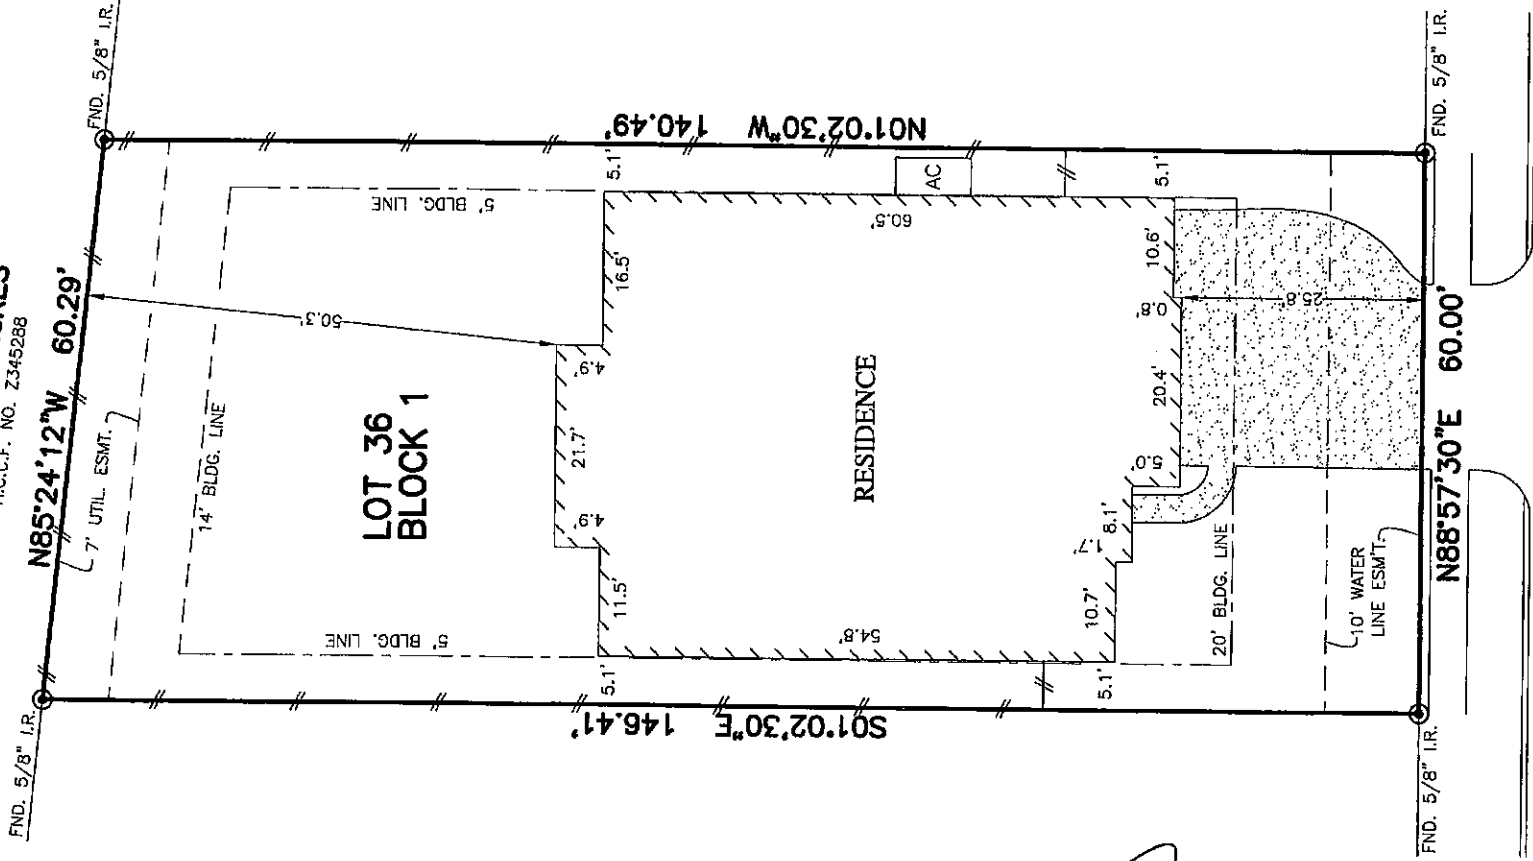 H.C.C.F. NO. Z345288
N85°24'12"W 60.29'
FND. 5/8" I.R.
FND. 5/8" I.R.
7' UTIL. ESMT.
14' BLDG. LINE
5' BLDG. LINE
5' BLDG. LINE
50.3'
LOT 36
BLOCK 1
N01°02'30"W 140.49'
S01°02'30"E 146.41'
5.1'
16.5'
4.9'
21.7'
4.9'
11.5'
5.1'
AC
60.5'
RESIDENCE
54.8'
5.1'
10.6'
0.8'
20.4'
5.0'
8.1'
1.7'
10.7'
5.1'
25.8'
20' BLDG. LINE
10' WATER
LINE ESM'T.
N88°57'30"E 60.00'
FND. 5/8" I.R.
FND. 5/8" I.R.